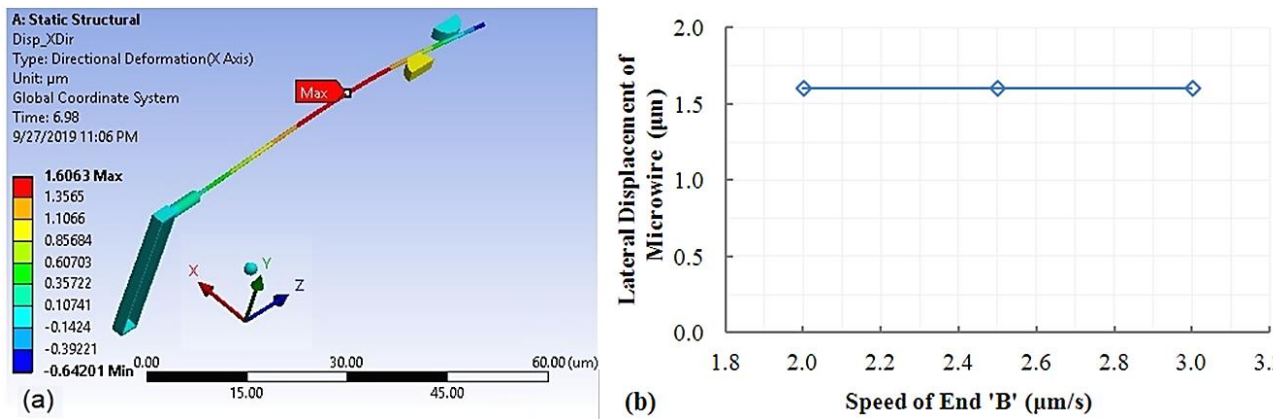 A: Static Structural
Disp_XDir
Type: Directional Deformation(X Axis)
Unit: µm
Global Coordinate System
Time: 6.98
9/27/2019 11:06 PM
1.6063 Max
1.3565
1.1066
0.85684
0.60703
0.35722
0.10741
-0.1424
-0.39221
-0.64201 Min
Max
X
Y
Z
0.00
30.00
60.00 (um)
15.00
45.00
(a)
Lateral Displacement of
Microwire (µm)
2.0
1.5
1.0
0.5
0.0
1.8
2.0
2.2
2.4
2.6
2.8
3.0
Speed of End 'B' (µm/s)
(b)